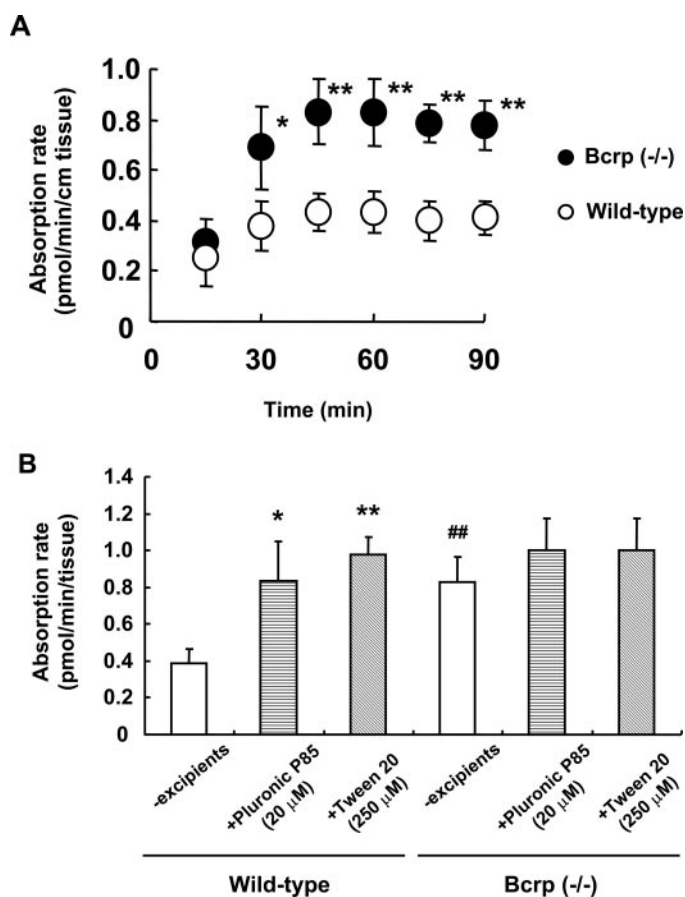 A
Absorption rate
(pmol/min/cm tissue)
1.0
0.8
0.6
0.4
0.2
0
0
30
60
90
Time (min)
*
**
**
**
**
Bcrp (-/-)
Wild-type
B
Absorption rate
(pmol/min/tissue)
1.4
1.2
1.0
0.8
0.6
0.4
0.2
0
*
**
##
-excipients
+Pluronic P85
(20 μM)
+Tween 20
(250 μM)
-excipients
+Pluronic P85
(20 μM)
+Tween 20
(250 μM)
Wild-type
Bcrp (-/-)